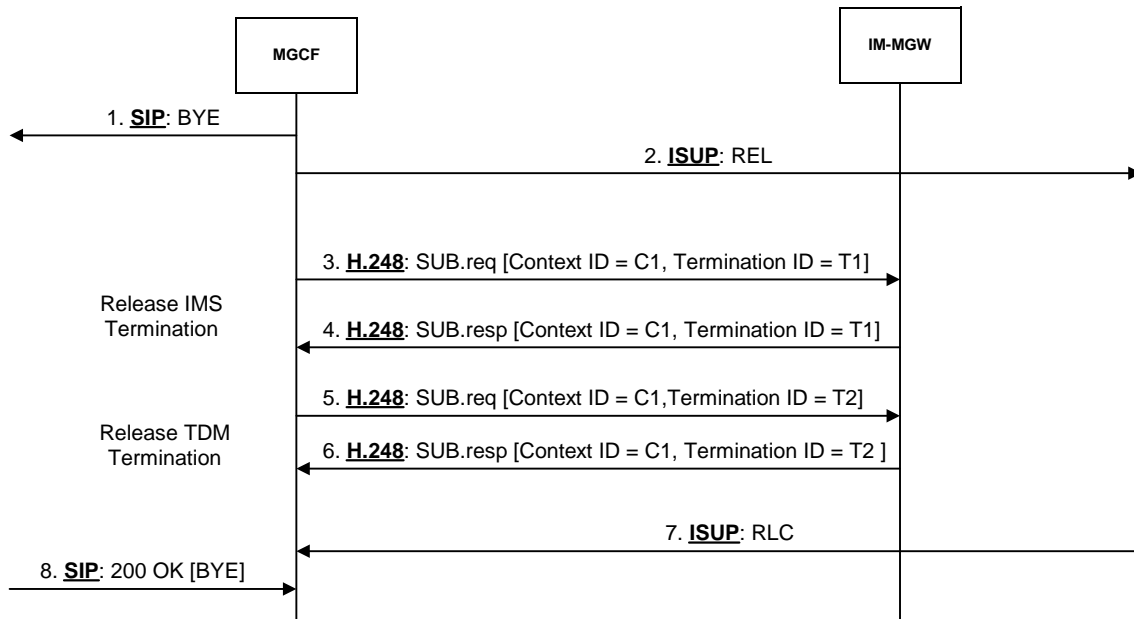 MGCF
IM-MGW
1. SIP: BYE
2. ISUP: REL
3. H.248: SUB.req [Context ID = C1, Termination ID = T1]
Release IMS
Termination
4. H.248: SUB.resp [Context ID = C1, Termination ID = T1]
5. H.248: SUB.req [Context ID = C1,Termination ID = T2]
Release TDM
Termination
6. H.248: SUB.resp [Context ID = C1, Termination ID = T2 ]
7. ISUP: RLC
8. SIP: 200 OK [BYE]